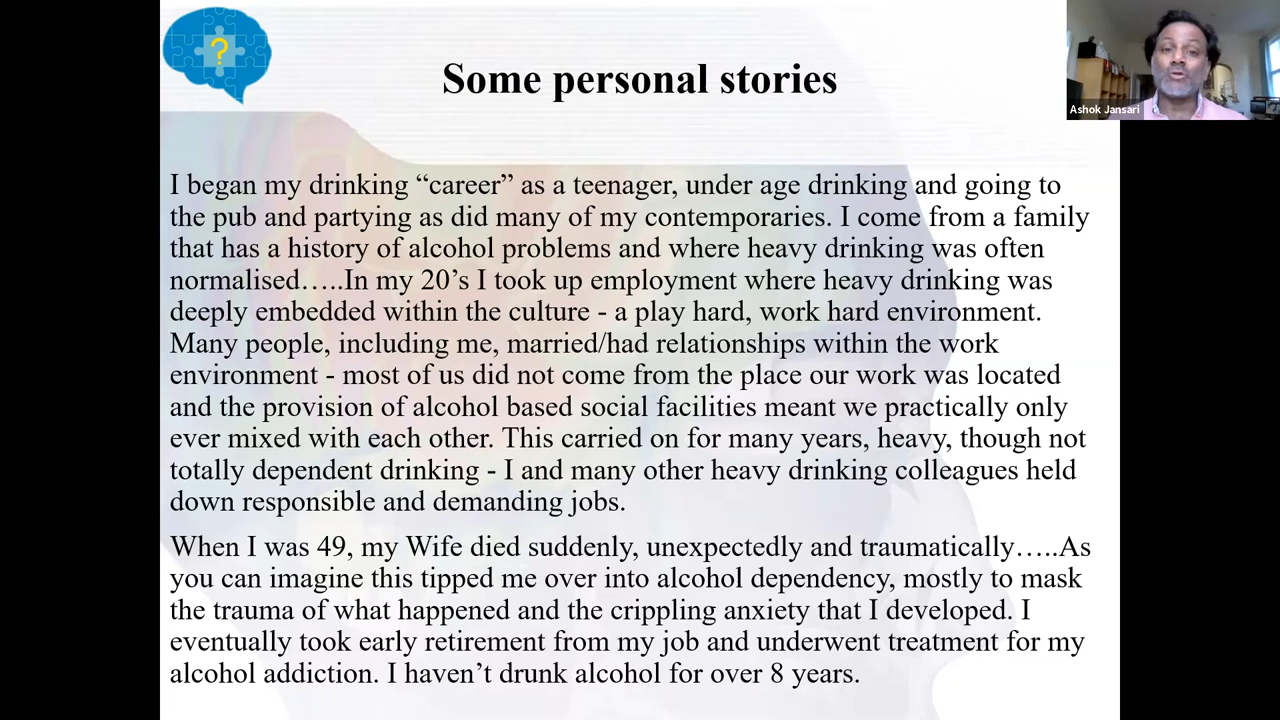 ?
Some personal stories
Ashok Jansari
I began my drinking “career” as a teenager, under age drinking and going to
the pub and partying as did many of my contemporaries. I come from a family
that has a history of alcohol problems and where heavy drinking was often
normalised…..In my 20’s I took up employment where heavy drinking was
deeply embedded within the culture - a play hard, work hard environment.
Many people, including me, married/had relationships within the work
environment - most of us did not come from the place our work was located
and the provision of alcohol based social facilities meant we practically only
ever mixed with each other. This carried on for many years, heavy, though not
totally dependent drinking - I and many other heavy drinking colleagues held
down responsible and demanding jobs.
When I was 49, my Wife died suddenly, unexpectedly and traumatically…..As
you can imagine this tipped me over into alcohol dependency, mostly to mask
the trauma of what happened and the crippling anxiety that I developed. I
eventually took early retirement from my job and underwent treatment for my
alcohol addiction. I haven’t drunk alcohol for over 8 years.